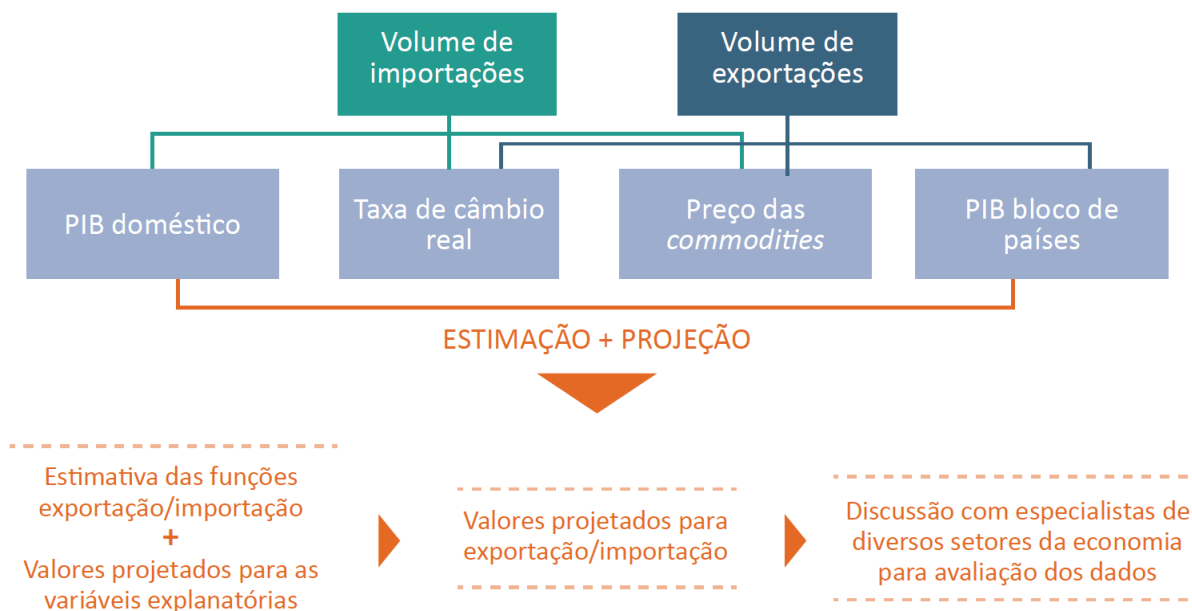 Volume de
importações
Volume de
exportações
PIB doméstico
Taxa de câmbio
real
Preço das
commodities
PIB bloco de
países
ESTIMAÇÃO + PROJEÇÃO
Estimativa das funções
exportação/importação
+
Valores projetados para as
variáveis explanatórias
Valores projetados para
exportação/importação
Discussão com especialistas de
diversos setores da economia
para avaliação dos dados